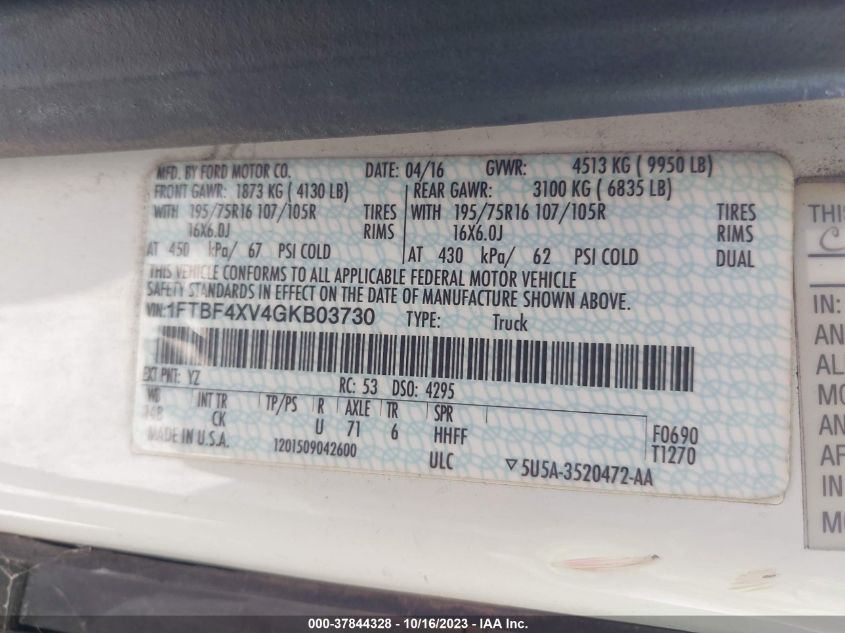 MFD. BY FORD MOTOR CO. DATE: 04/16 GVWR: 4513 KG ( 9950 LB)
FRONT GAWR: 1873 KG ( 4130 LB) REAR GAWR: 3100 KG ( 6835 LB)
WITH 195/75R16 107/105R TIRES WITH 195/75R16 107/105R TIRES
16X6.0J RIMS 16X6.0J RIMS
AT 450 kPa/ 67 PSI COLD AT 430 kPa/ 62 PSI COLD DUAL
THIS VEHICLE CONFORMS TO ALL APPLICABLE FEDERAL MOTOR VEHICLE
SAFETY STANDARDS IN EFFECT ON THE DATE OF MANUFACTURE SHOWN ABOVE.
VIN: 1FTBF4XV4GKB03730 TYPE: Truck
EXT PNT: YZ RC: 53 DSO: 4295
WB INT TR TP/PS R AXLE TR SPR
CK U 71 6 HHFF F0690
MADE IN U.S.A. 1201509042600 ULC ▽5U5A-3520472-AA T1270
THIS
IN:
AN
AL
MO
AN
AF
IN
MO
000-37844328 - 10/16/2023 - IAA Inc.